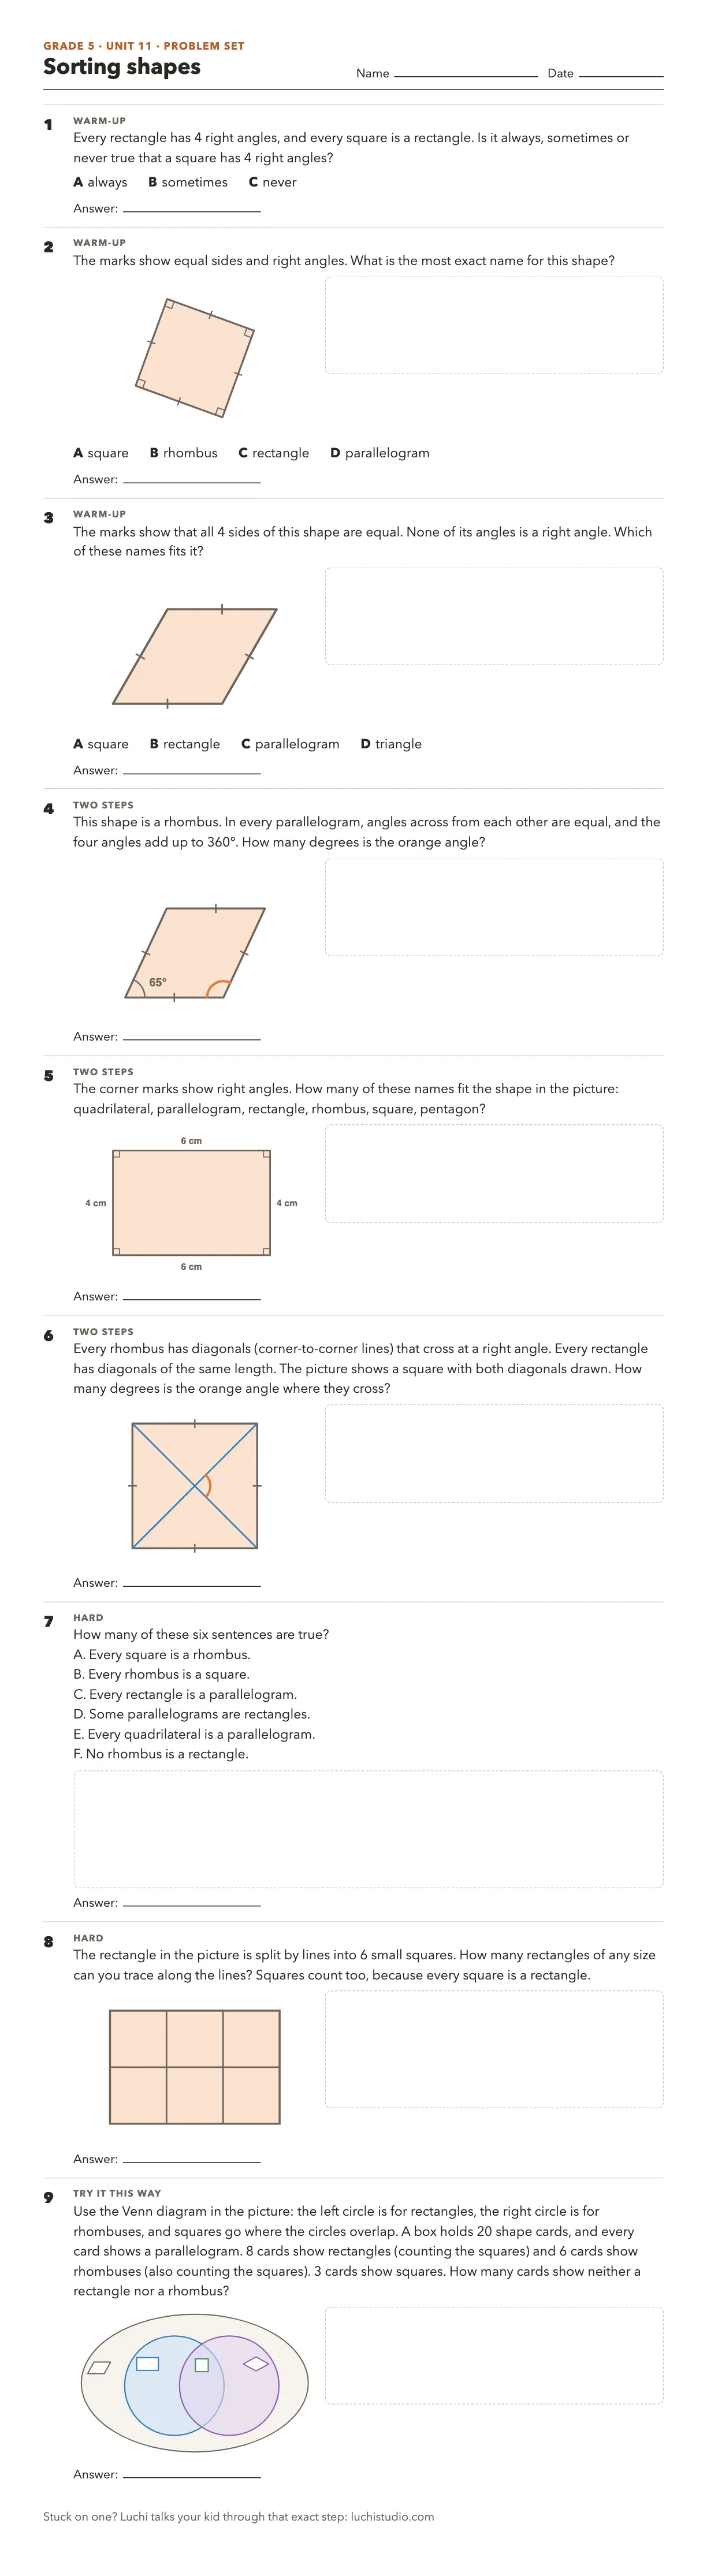 GRADE 5 · UNIT 11 · PROBLEM SET
Sorting shapes
Name Date
1
WARM-UP
Every rectangle has 4 right angles, and every square is a rectangle. Is it always, sometimes or
never true that a square has 4 right angles?
A always B sometimes C never
Answer:
2
WARM-UP
The marks show equal sides and right angles. What is the most exact name for this shape?
A square B rhombus C rectangle D parallelogram
Answer:
3
WARM-UP
The marks show that all 4 sides of this shape are equal. None of its angles is a right angle. Which
of these names fits it?
A square B rectangle C parallelogram D triangle
Answer:
4
TWO STEPS
This shape is a rhombus. In every parallelogram, angles across from each other are equal, and the
four angles add up to 360°. How many degrees is the orange angle?
65°
Answer:
5
TWO STEPS
The corner marks show right angles. How many of these names fit the shape in the picture:
quadrilateral, parallelogram, rectangle, rhombus, square, pentagon?
6 cm
4 cm 4 cm
6 cm
Answer:
6
TWO STEPS
Every rhombus has diagonals (corner-to-corner lines) that cross at a right angle. Every rectangle
has diagonals of the same length. The picture shows a square with both diagonals drawn. How
many degrees is the orange angle where they cross?
Answer:
7
HARD
How many of these six sentences are true?
A. Every square is a rhombus.
B. Every rhombus is a square.
C. Every rectangle is a parallelogram.
D. Some parallelograms are rectangles.
E. Every quadrilateral is a parallelogram.
F. No rhombus is a rectangle.
Answer:
8
HARD
The rectangle in the picture is split by lines into 6 small squares. How many rectangles of any size
can you trace along the lines? Squares count too, because every square is a rectangle.
Answer:
9
TRY IT THIS WAY
Use the Venn diagram in the picture: the left circle is for rectangles, the right circle is for
rhombuses, and squares go where the circles overlap. A box holds 20 shape cards, and every
card shows a parallelogram. 8 cards show rectangles (counting the squares) and 6 cards show
rhombuses (also counting the squares). 3 cards show squares. How many cards show neither a
rectangle nor a rhombus?
Answer:
Stuck on one? Luchi talks your kid through that exact step: luchistudio.com